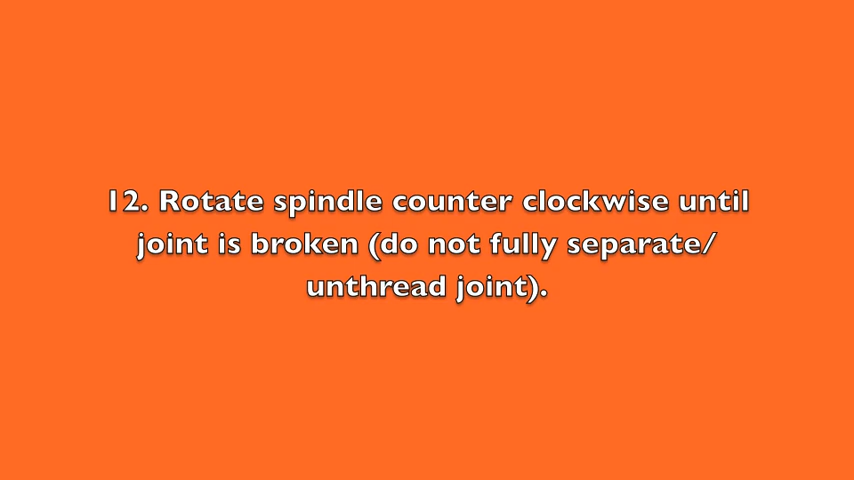 12. Rotate spindle counter clockwise until
joint is broken (do not fully separate/
unthread joint).